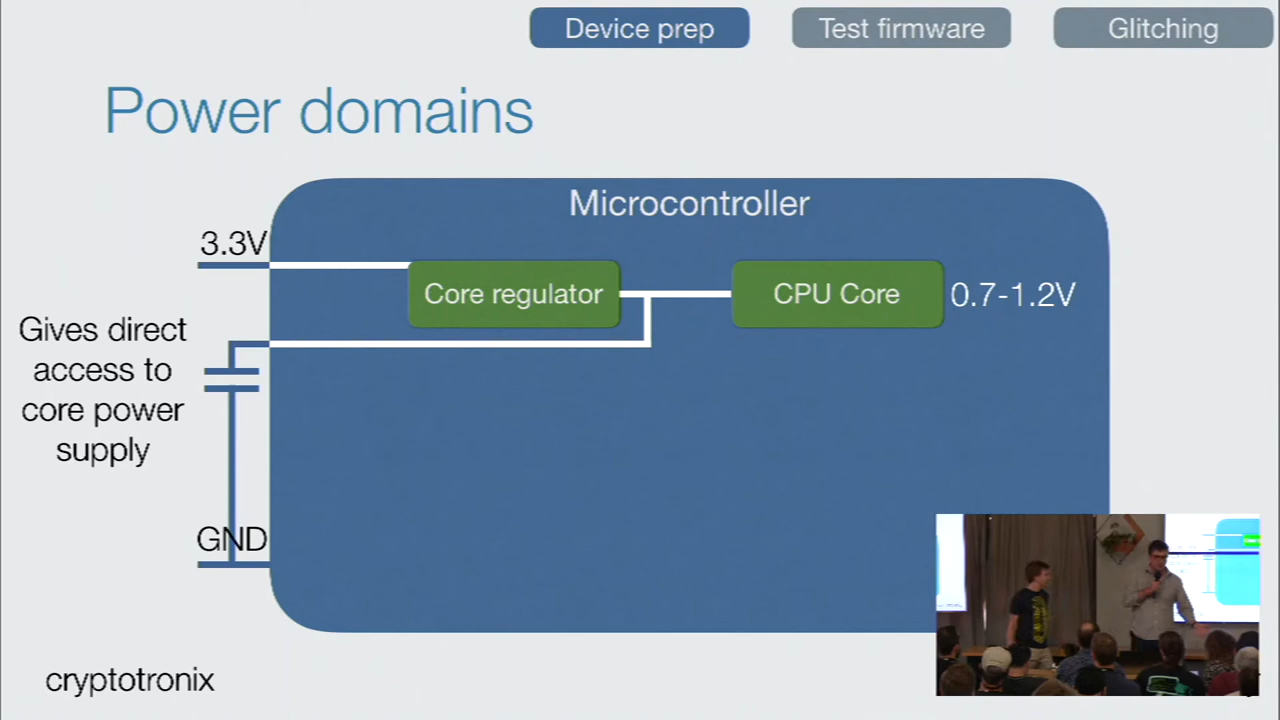 Device prep
Test firmware
Glitching
Power domains
Microcontroller
3.3V
Core regulator
CPU Core
0.7-1.2V
Gives direct
access to
core power
supply
GND
cryptotronix